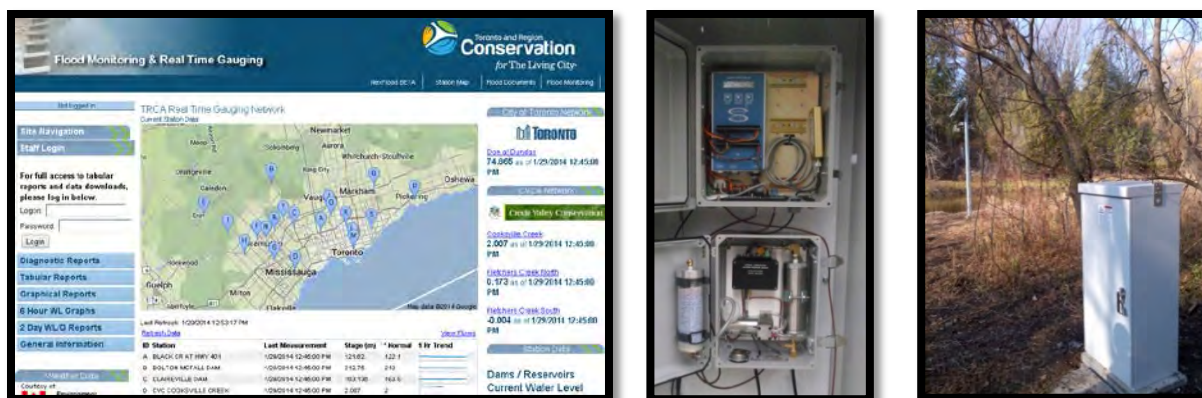 Flood Monitoring & Real Time Gauging
Toronto and Region
Conservation
for The Living City
Station Map
Flood Documents
Flood Monitoring
Not logged in
Site Navigation
Staff Login
For full access to tabular
reports and data downloads,
please log in below.
Logon:
Password:
Login
Diagnostic Reports
Tabular Reports
Graphical Reports
6 Hour WL Graphs
2 Day WL/Q Reports
General Information
Weather Data
Courtesy of:
TRCA Real Time Gauging Network
Current Station Data
Newmarket
Schomberg
Aurora
Whitchurch-Stouffville
Orangeville
King City
Caledon
Markham
Pickering
Oshawa
Toronto
Mississauga
Guelph
Milton
Oakville
Map data ©2014 Google
Last Refresh: 1/29/2014 12:53:17 PM
Refresh Data
View Flows
ID Station Last Measurement Stage (m) Normal 6 Hr Trend
A BLACK CR AT HWY 401 1/29/2014 12:45:00 PM
B BOLTON MCFALL DAM 1/29/2014 12:45:00 PM
C CLAIREVILLE DAM 1/29/2014 12:45:00 PM
D CVC COOKSVILLE CREEK 1/29/2014 12:45:00 PM 2.007 2
City of Toronto Network
TORONTO
Don at Dundas
74.065 as of 1/29/2014 12:45:00
PM
Credit Valley Conservation
Cooksville Creek
2.007 as of 1/29/2014 12:45:00
PM
Fletchers Creek North
0.173 as of 1/29/2014 12:45:00
PM
Fletchers Creek South
-0.004 as of 1/29/2014 12:45:00
PM
Station Data
Dams / Reservoirs
Current Water Level